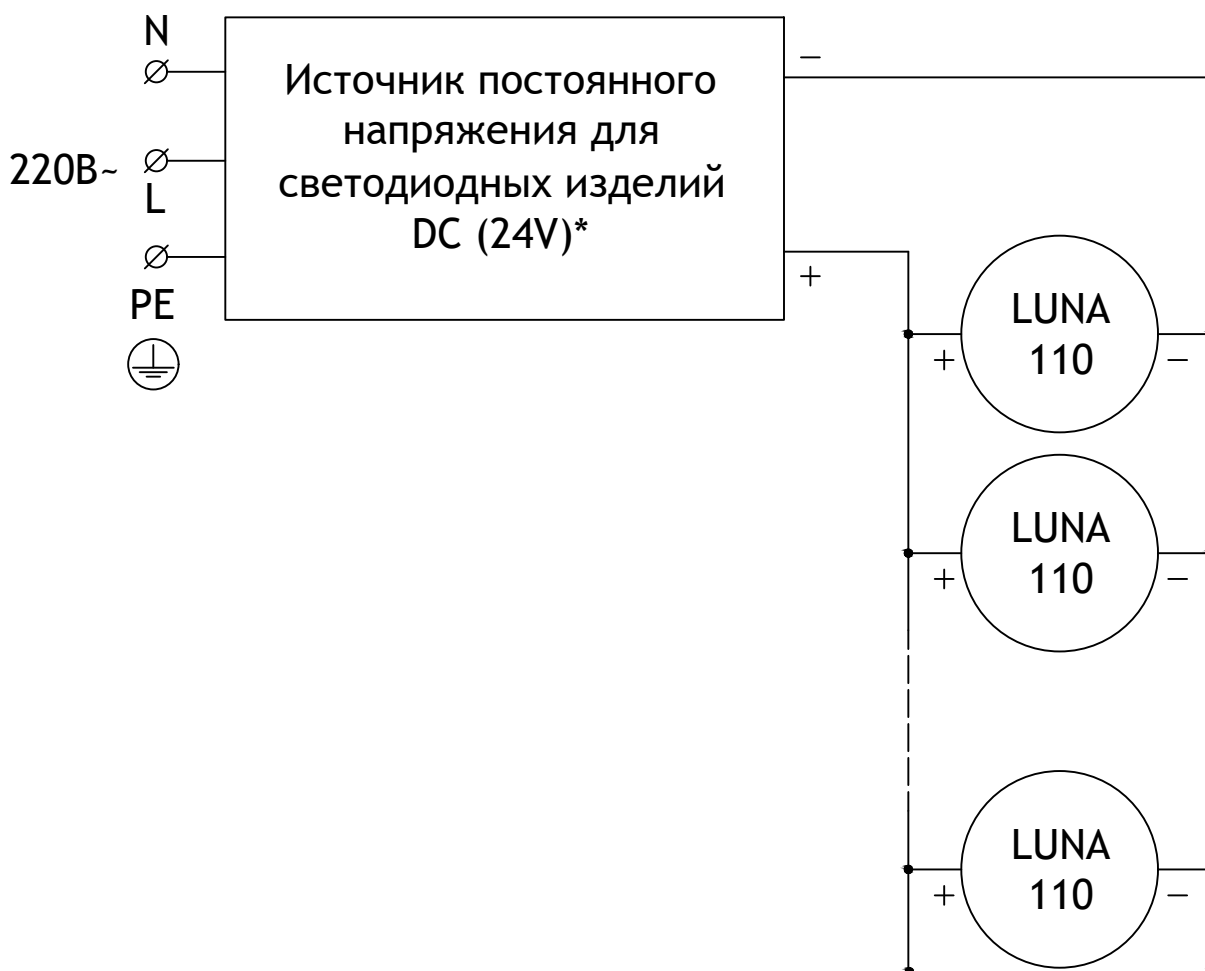 N
Источник постоянного
напряжения для
светодиодных изделий
DC (24V)*
220В~
L
PE
−
+
LUNA
110
+
−
LUNA
110
+
−
LUNA
110
+
−